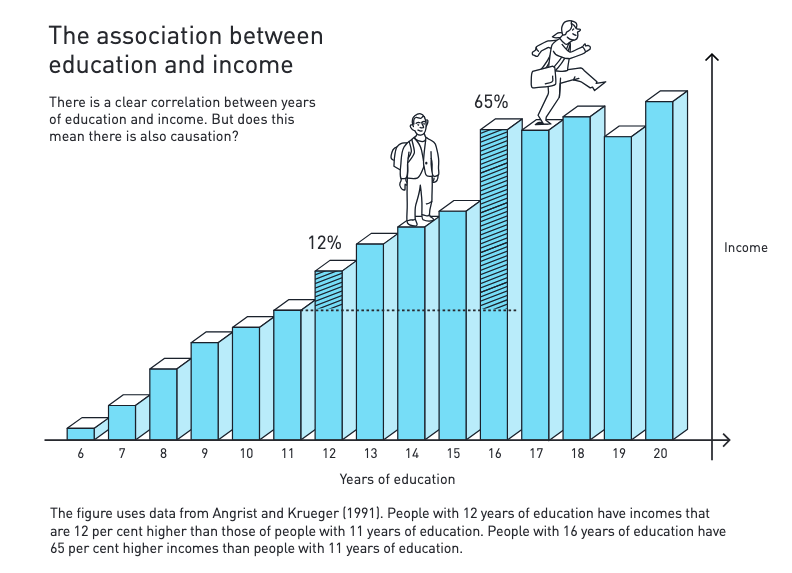 The association between
education and income
There is a clear correlation between years
of education and income. But does this
mean there is also causation?
65%
12%
Income
6 7 8 9 10 11 12 13 14 15 16 17 18 19 20
Years of education
The figure uses data from Angrist and Krueger (1991). People with 12 years of education have incomes that
are 12 per cent higher than those of people with 11 years of education. People with 16 years of education have
65 per cent higher incomes than people with 11 years of education.